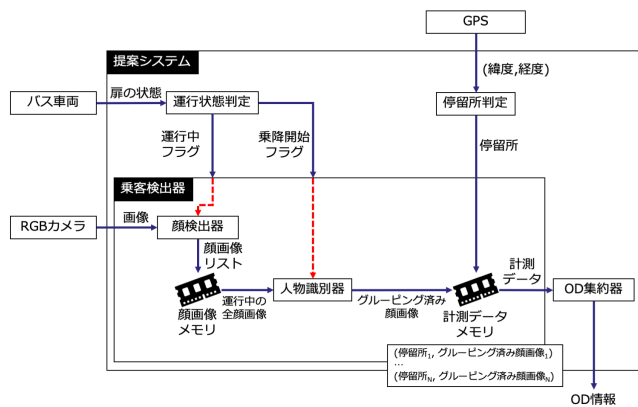 GPS
提案システム
(緯度,経度)
バス車両
扉の状態
運行状態判定
停留所判定
運行中
フラグ
乗降開始
フラグ
停留所
乗客検出器
RGBカメラ
画像
顔検出器
顔画像
リスト
計測
データ
人物識別器
OD集約器
顔画像
メモリ
運行中の
全顔画像
グルーピング済み
顔画像
計測データ
メモリ
(停留所1, グルーピング済み顔画像1)
...
(停留所N, グルーピング済み顔画像N)
OD情報